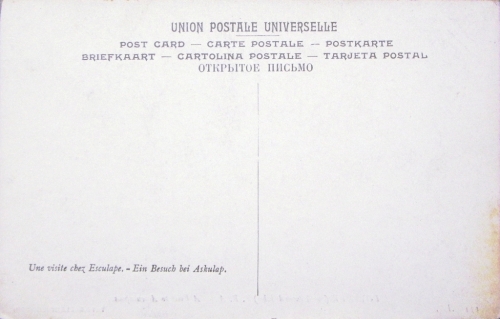 UNION POSTALE UNIVERSELLE
POST CARD — CARTE POSTALE — POSTKARTE
BRIEFKAART — CARTOLINA POSTALE — TARJETA POSTAL
ОТКРЫТОЕ ПИСЬМО
Une visite chez Esculape. - Ein Besuch bei Askulap.